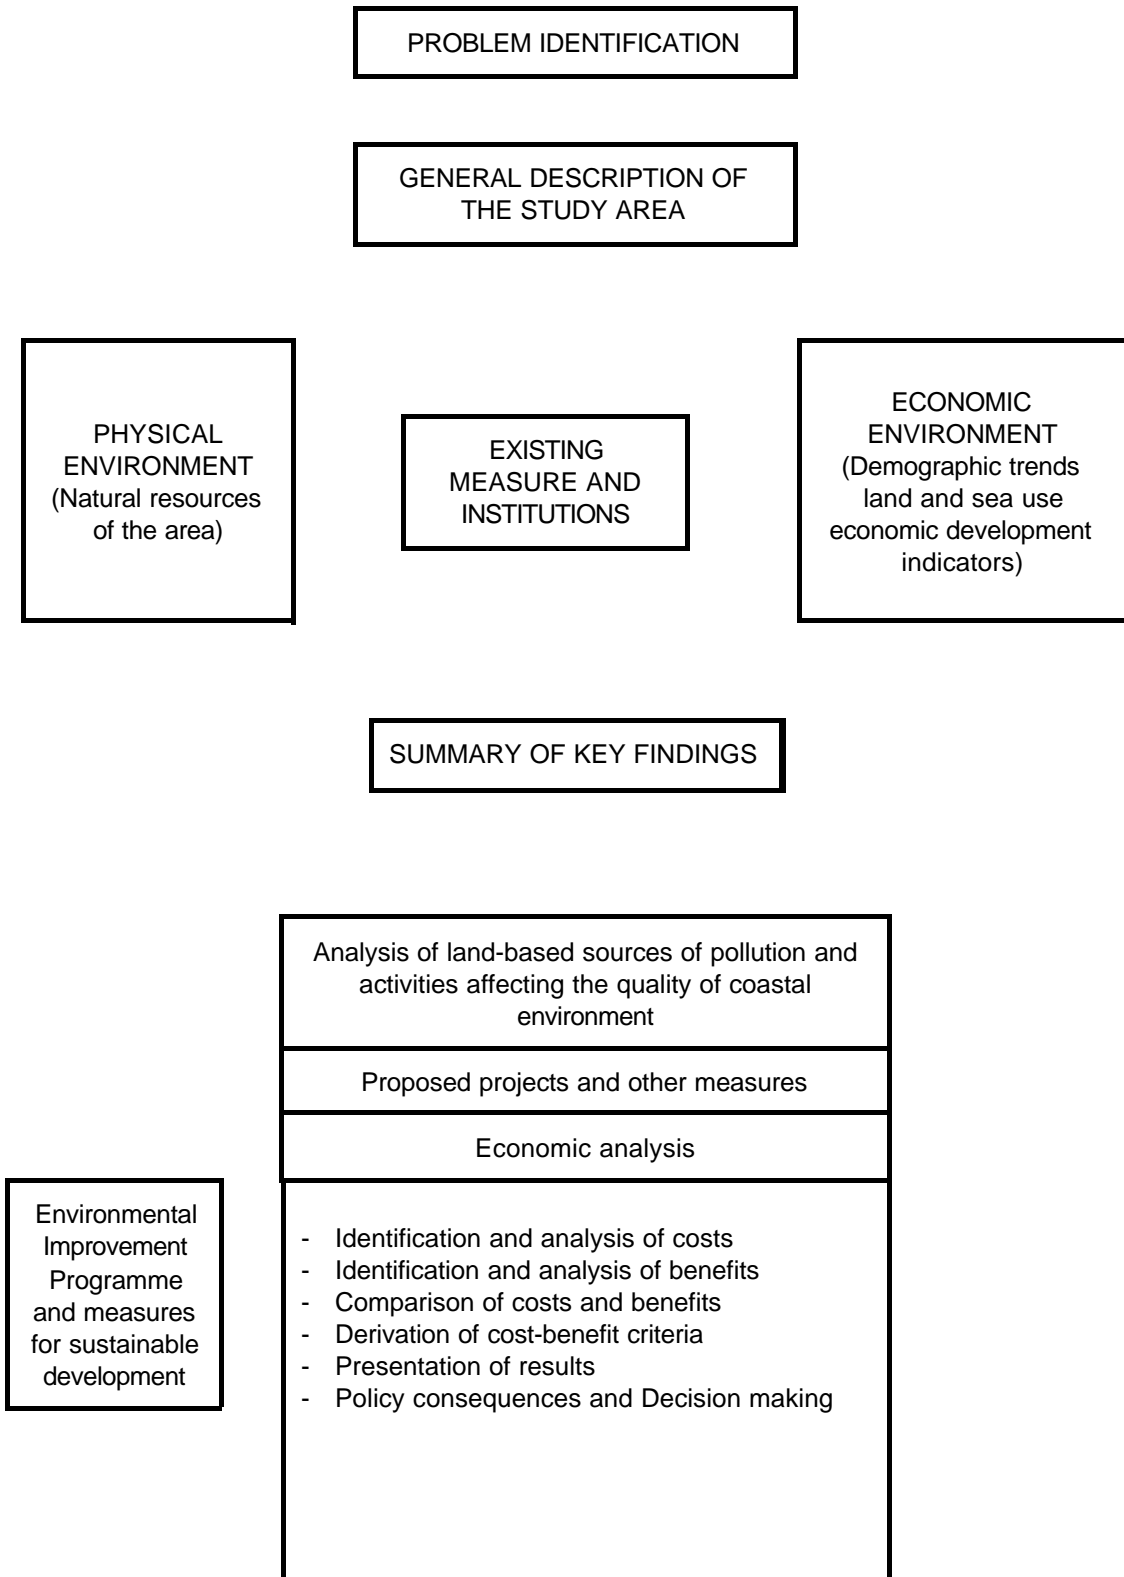 PROBLEM IDENTIFICATION
GENERAL DESCRIPTION OF
THE STUDY AREA
PHYSICAL
ENVIRONMENT
(Natural resources
of the area)
EXISTING
MEASURE AND
INSTITUTIONS
ECONOMIC
ENVIRONMENT
(Demographic trends
land and sea use
economic development
indicators)
SUMMARY OF KEY FINDINGS
Analysis of land-based sources of pollution and
activities affecting the quality of coastal
environment
Proposed projects and other measures
Economic analysis
Environmental
Improvement
Programme
and measures
for sustainable
development
- Identification and analysis of costs
- Identification and analysis of benefits
- Comparison of costs and benefits
- Derivation of cost-benefit criteria
- Presentation of results
- Policy consequences and Decision making